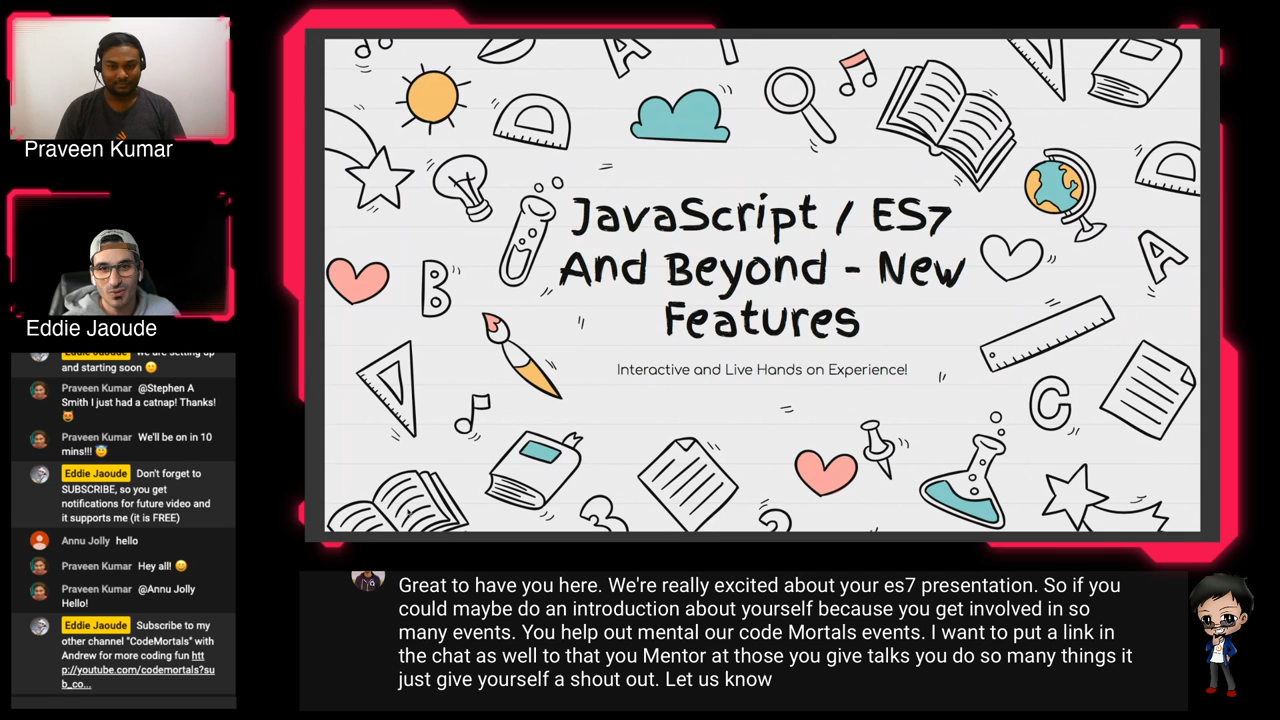 Praveen Kumar
Eddie Jaoude
Eddie Jaoude We are setting up
and starting soon 🙂
Praveen Kumar @Stephen A
Smith I just had a catnap! Thanks!
😸
Praveen Kumar We'll be on in 10
mins!!! 😇
Eddie Jaoude Don't forget to
SUBSCRIBE, so you get
notifications for future video and
it supports me (it is FREE)
Annu Jolly hello
Praveen Kumar Hey all! 😄
Praveen Kumar @Annu Jolly
Hello!
Eddie Jaoude Subscribe to my
other channel "CodeMortals" with
Andrew for more coding fun htt
p://youtube.com/codemortals?su
b_co...
A
B
A
C
3
2
JavaScript / ES7
And Beyond - New
Features
Interactive and Live Hands on Experience!
Great to have you here. We're really excited about your es7 presentation. So if you
could maybe do an introduction about yourself because you get involved in so
many events. You help out mental our code Mortals events. I want to put a link in
the chat as well to that you Mentor at those you give talks you do so many things it
just give yourself a shout out. Let us know